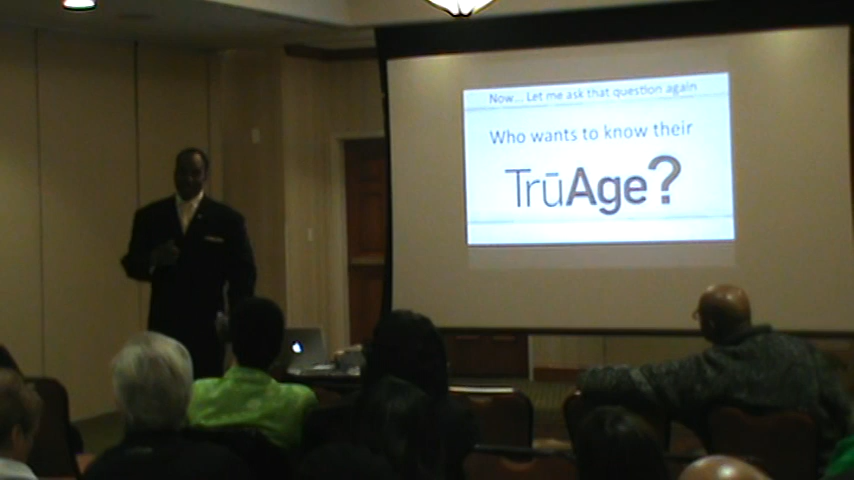 Now... Let me ask that question again
Who wants to know their
TrūAge?